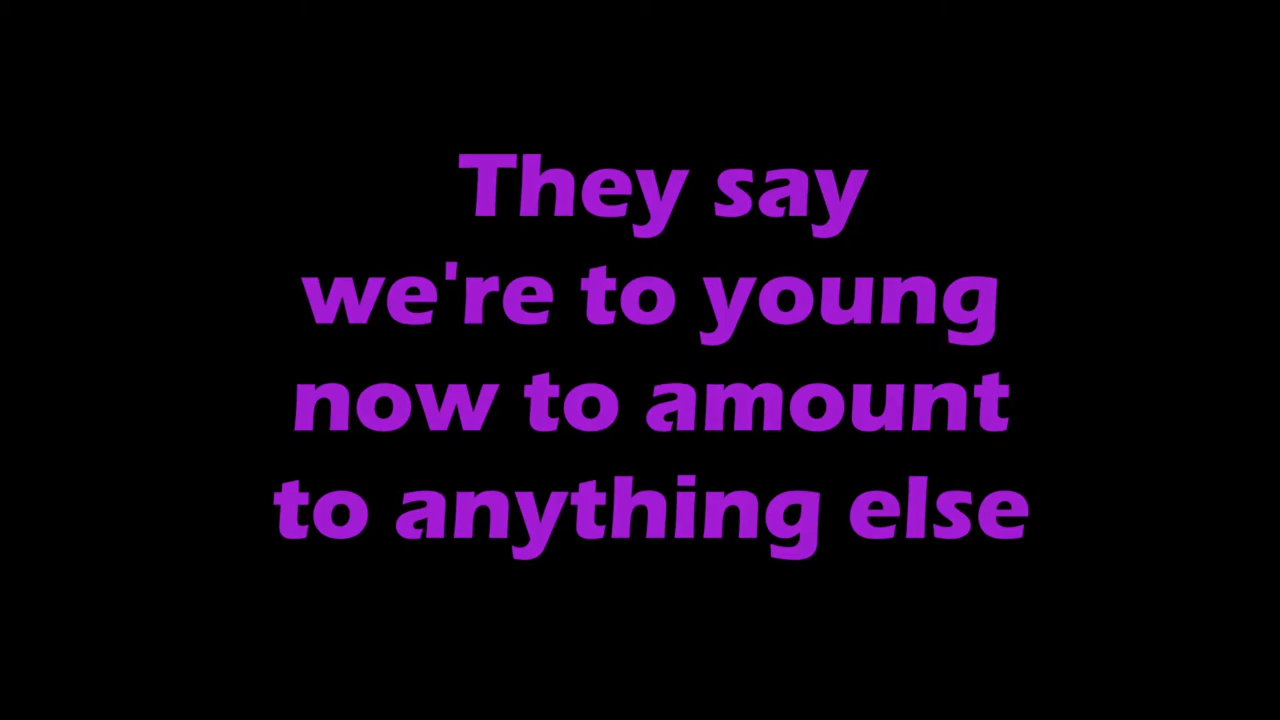 They say
we're to young
now to amount
to anything else